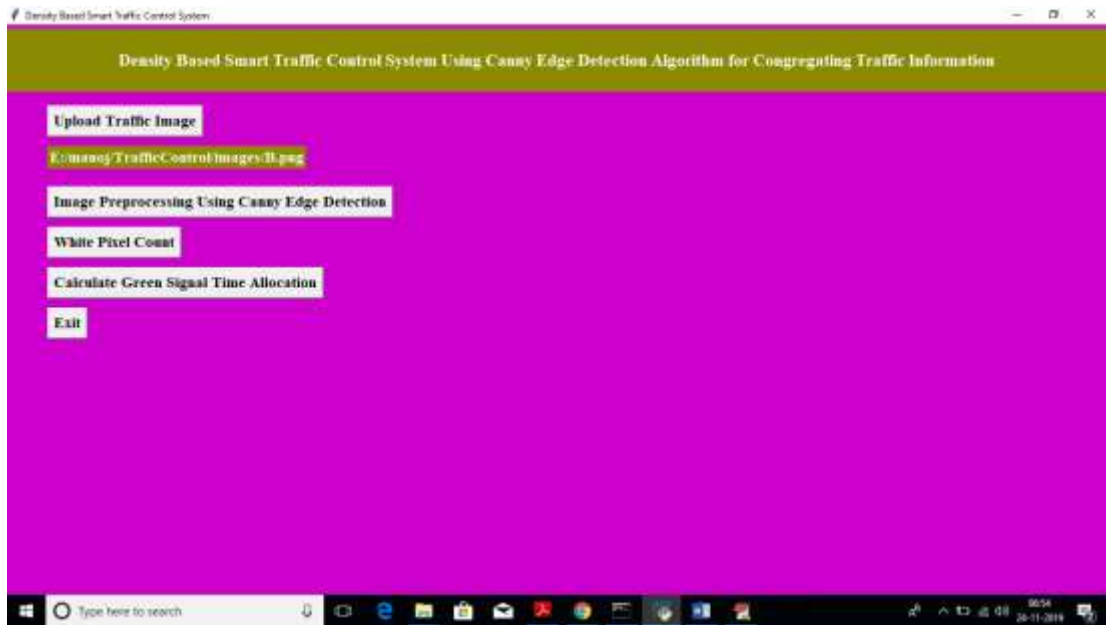 Density Based Smart Traffic Control System
Density Based Smart Traffic Control System Using Canny Edge Detection Algorithm for Congregating Traffic Information
Upload Traffic Image
E:/manoj/TrafficControl/images/B.png
Image Preprocessing Using Canny Edge Detection
White Pixel Count
Calculate Green Signal Time Allocation
Exit
Type here to search